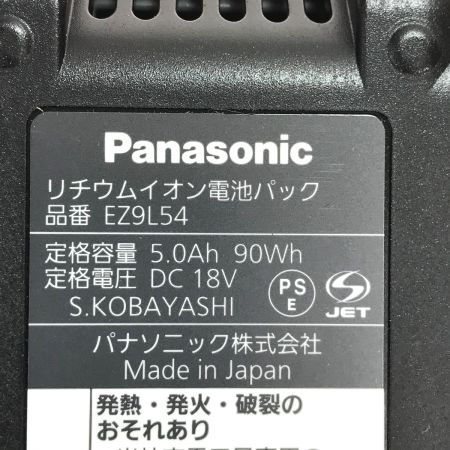 Panasonic
リチウムイオン電池パック
品番 EZ9L54
定格容量 5.0Ah 90Wh
定格電圧 DC 18V
S.KOBAYASHI
PS
E
JET
パナソニック株式会社
Made in Japan
発熱・発火・破裂の
おそれあり